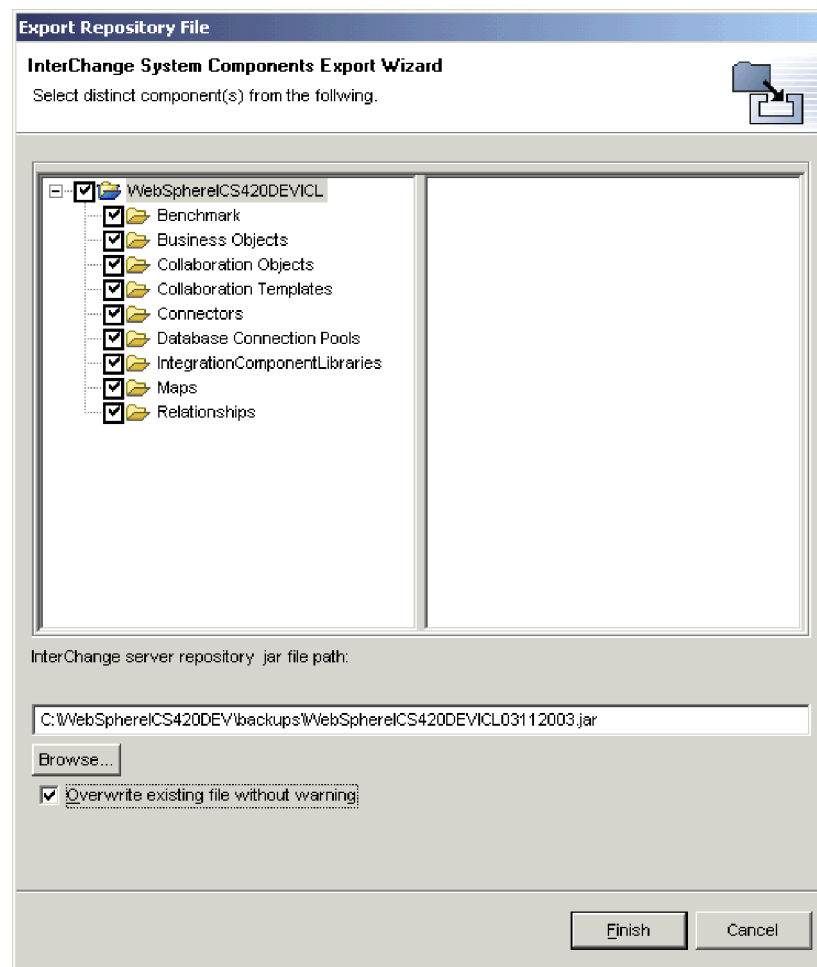 Export Repository File
InterChange System Components Export Wizard
Select distinct component(s) from the follwing.
WebSphereICS420DEVICL
Benchmark
Business Objects
Collaboration Objects
Collaboration Templates
Connectors
Database Connection Pools
IntegrationComponentLibraries
Maps
Relationships
InterChange server repository jar file path:
C:\WebSphereICS420DEV\backups\WebSphereICS420DEVICL03112003.jar
Browse...
Overwrite existing file without warning
Finish
Cancel